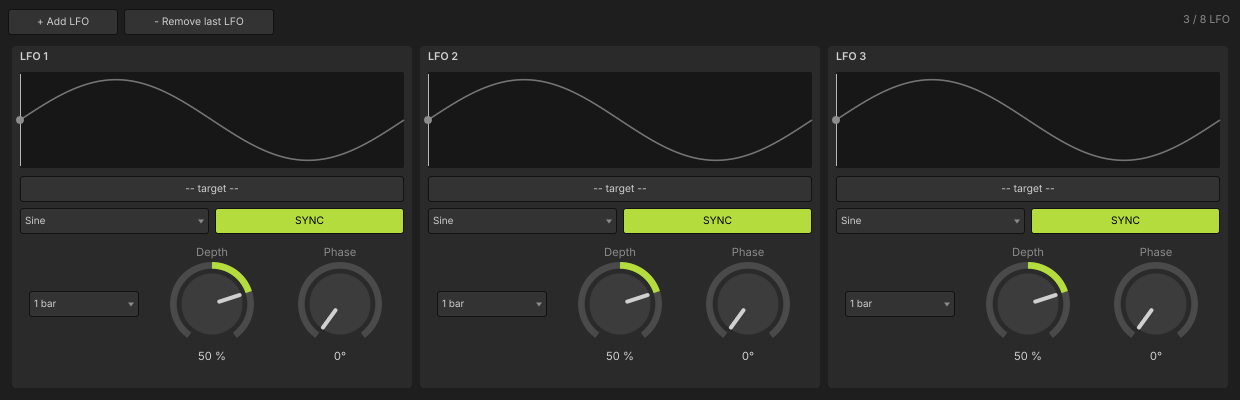 + Add LFO
- Remove last LFO
3 / 8 LFO
LFO 1
LFO 2
LFO 3
-- target --
-- target --
-- target --
Sine
SYNC
Sine
SYNC
Sine
SYNC
Depth
Phase
Depth
Phase
Depth
Phase
1 bar
1 bar
1 bar
50 %
0°
50 %
0°
50 %
0°